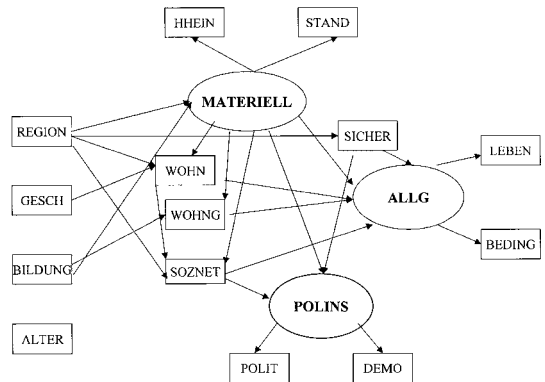 HHEIN
STAND
MATERIELL
REGION
SICHER
LEBEN
WOHN
GESCH
ALLG
WOHNG
BEDING
BILDUNG
SOZNET
POLINS
ALTER
POLIT
DEMO